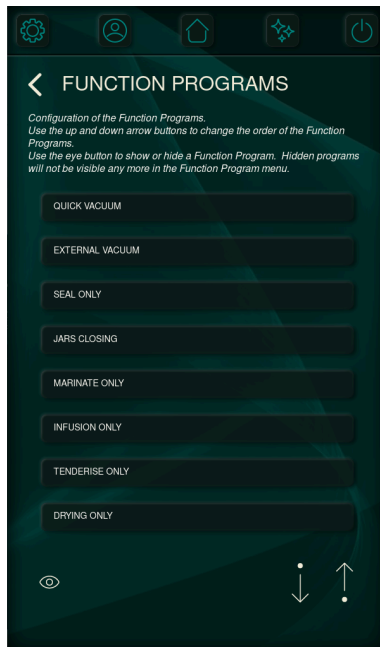 FUNCTION PROGRAMS
Configuration of the Function Programs.
Use the up and down arrow buttons to change the order of the Function
Programs.
Use the eye button to show or hide a Function Program. Hidden programs
will not be visible any more in the Function Program menu.
QUICK VACUUM
EXTERNAL VACUUM
SEAL ONLY
JARS CLOSING
MARINATE ONLY
INFUSION ONLY
TENDERISE ONLY
DRYING ONLY